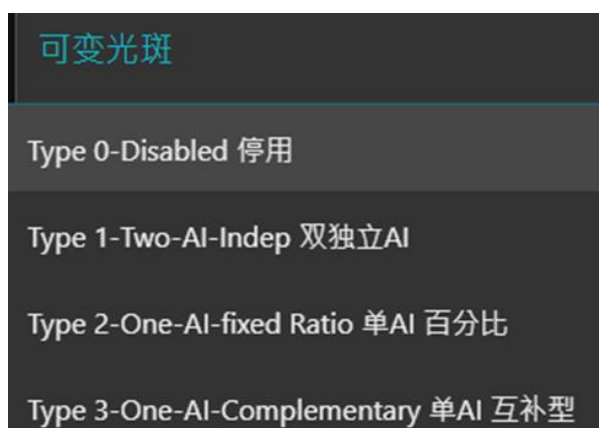 可变光斑
Type 0-Disabled 停用
Type 1-Two-AI-Indep 双独立AI
Type 2-One-AI-fixed Ratio 单AI 百分比
Type 3-One-AI-Complementary 单AI 互补型